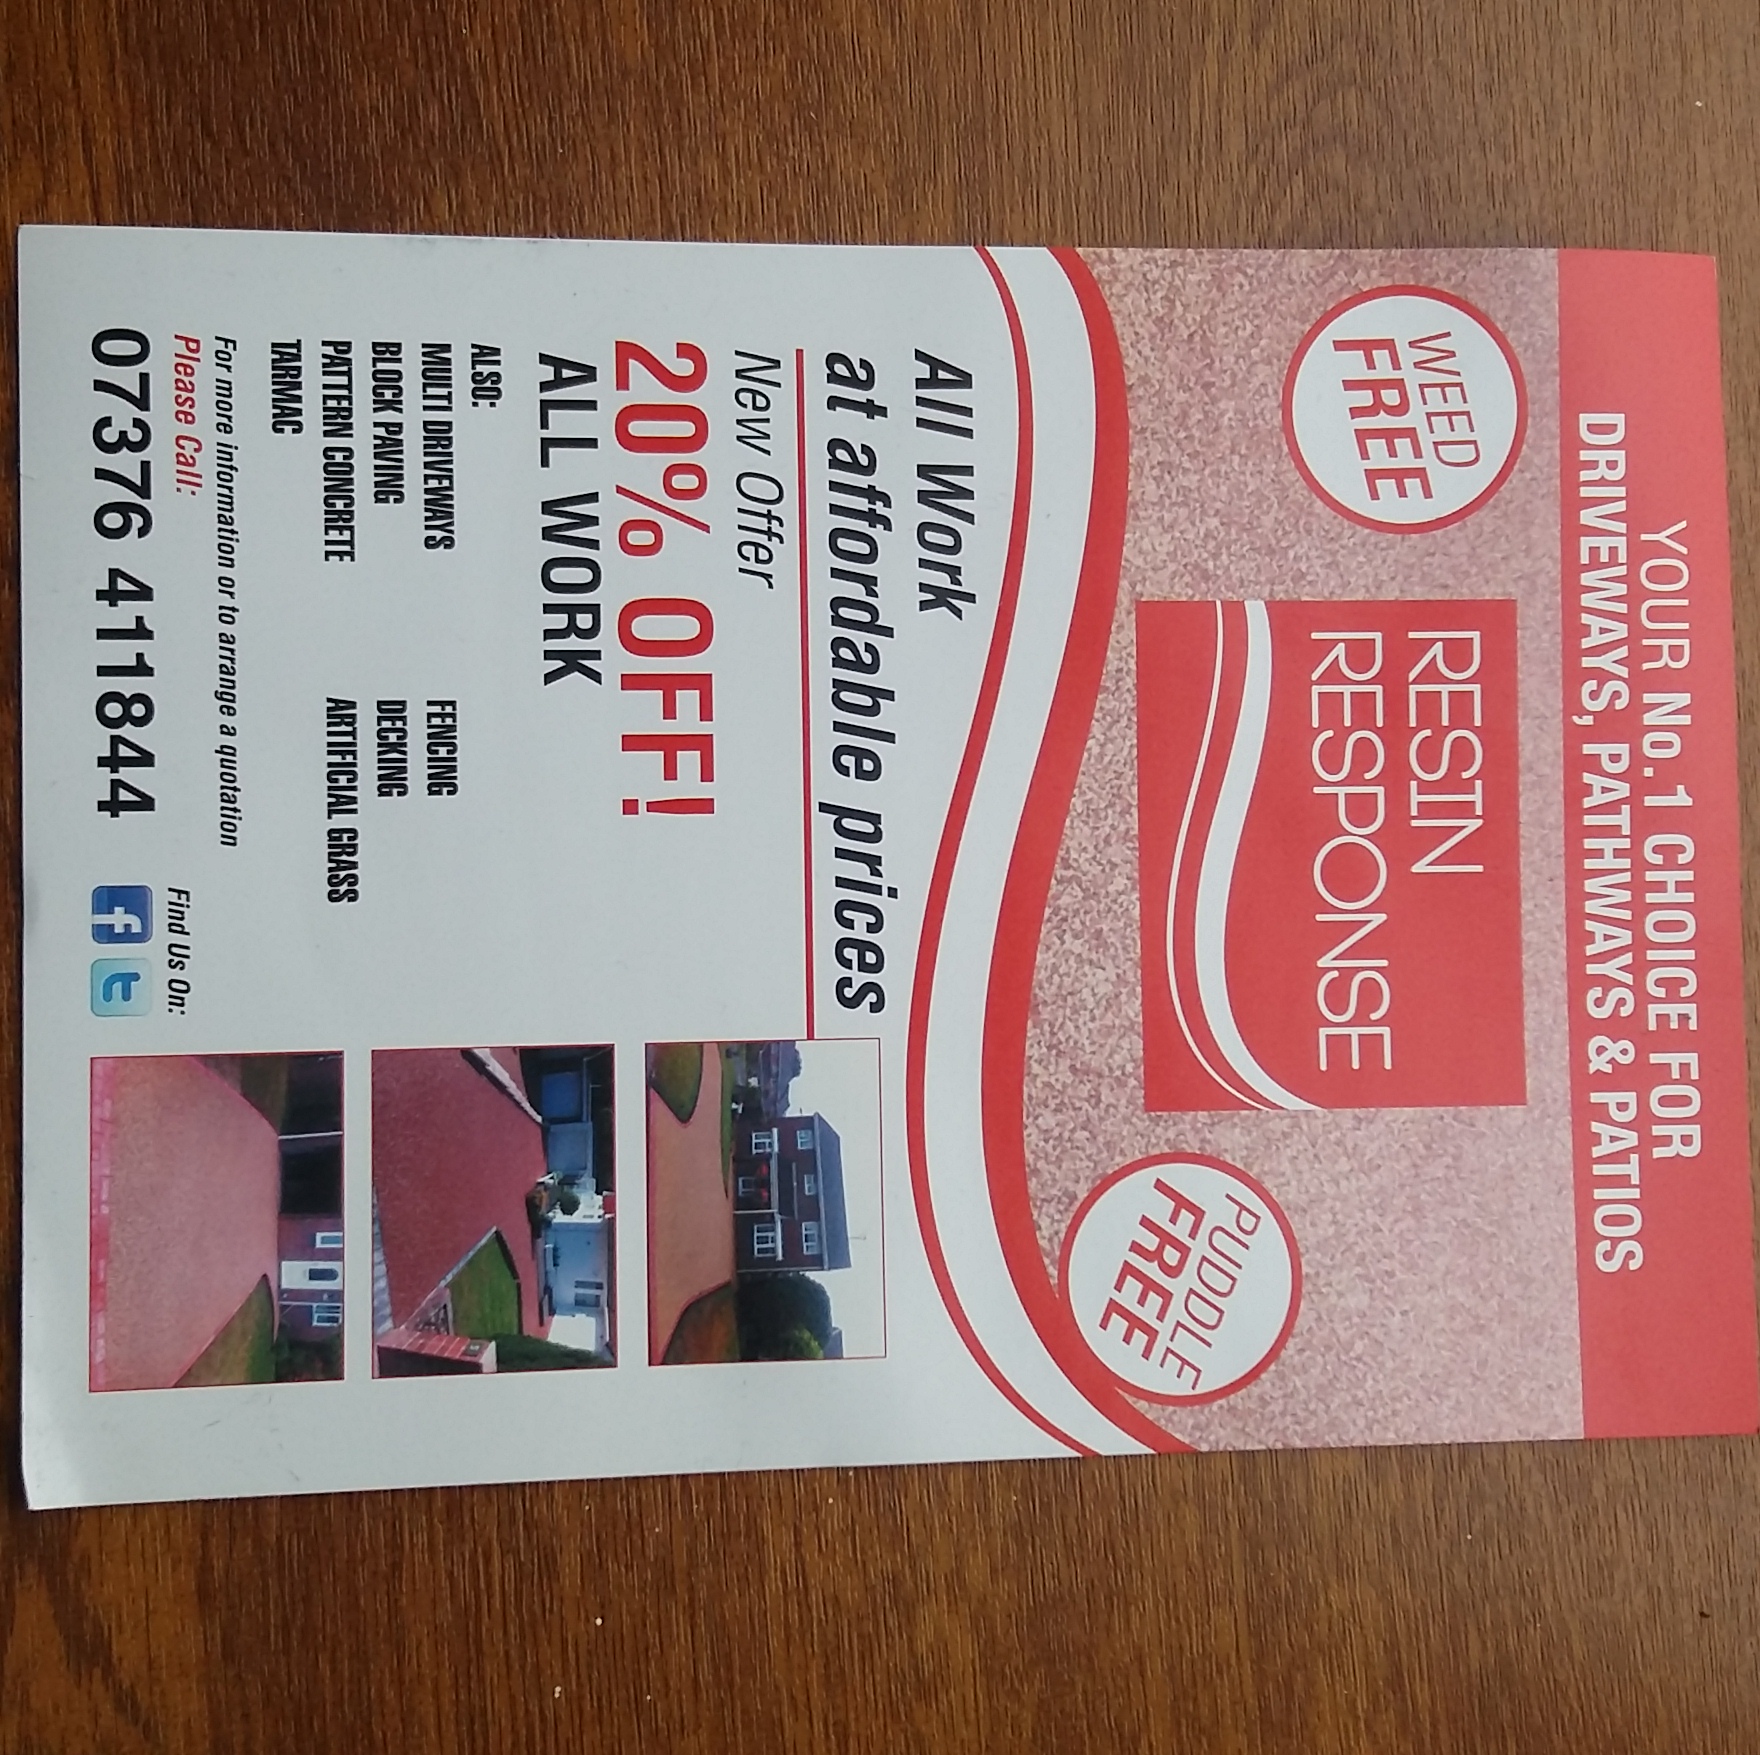 YOUR No.1 CHOICE FOR
DRIVEWAYS, PATHWAYS & PATIOS
WEED
FREE
RESIN
RESPONSE
PUDDLE
FREE
All Work
at affordable prices
New Offer
20% OFF!
ALL WORK
ALSO:
MULTI DRIVEWAYS
BLOCK PAVING
PATTERN CONCRETE
TARMAC
FENCING
DECKING
ARTIFICIAL GRASS
For more information or to arrange a quotation
Please Call:
07376 411844
Find Us On:
f t